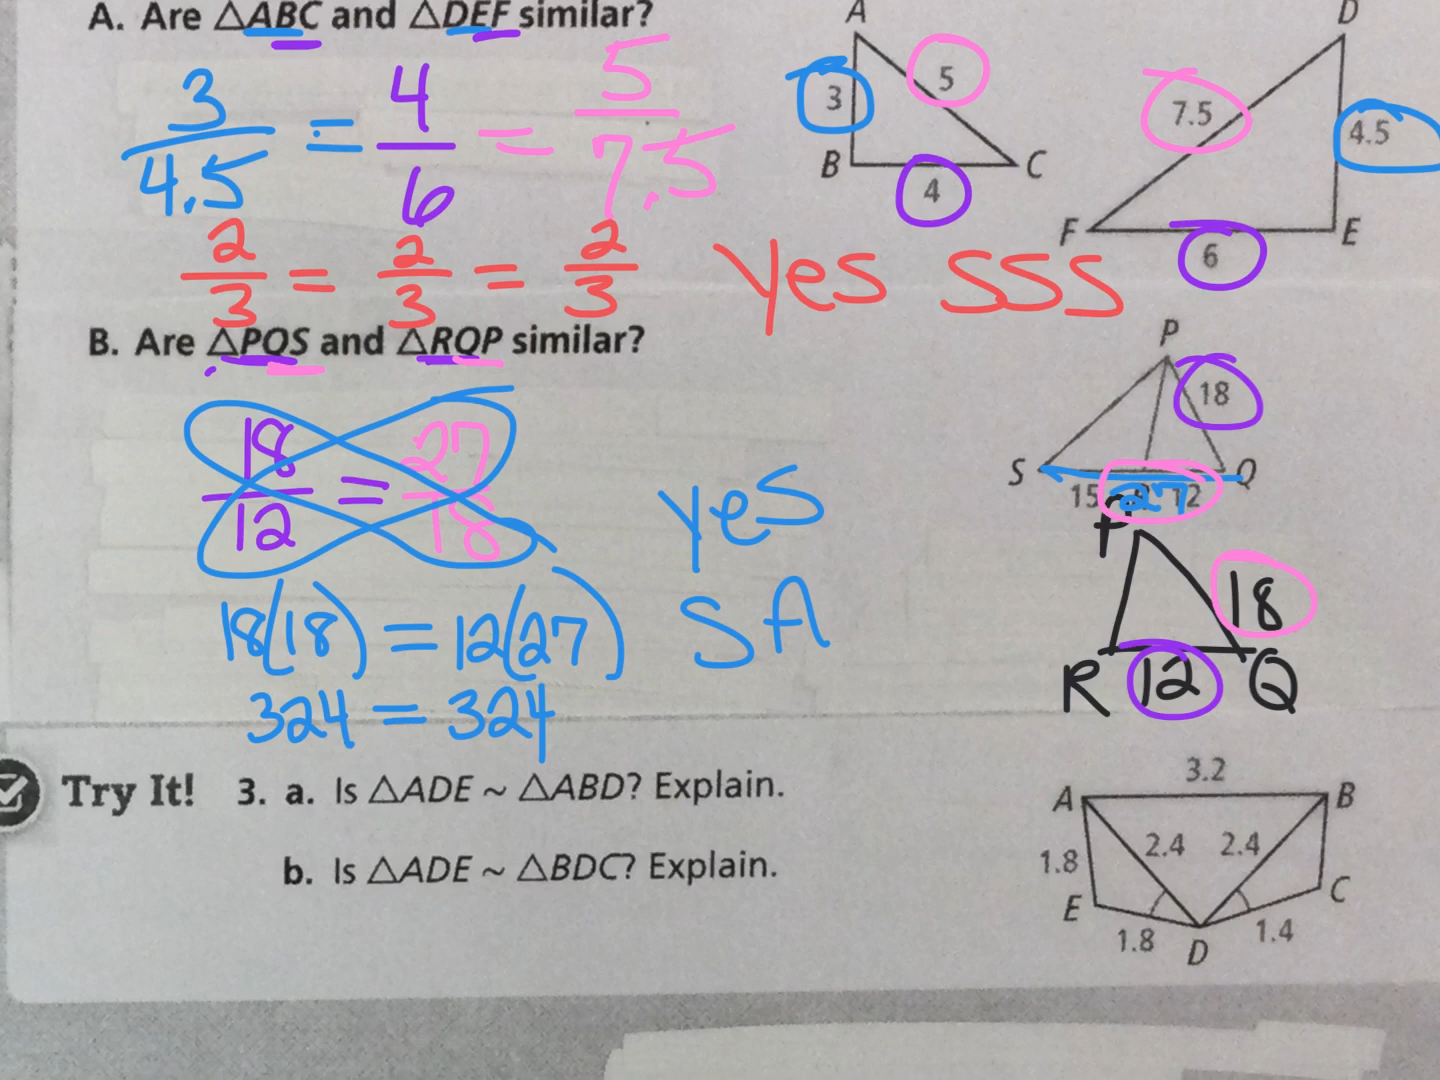 A. Are △ABC and △DEF similar?
3/4.5 = 4/6 = 5/7.5
2/3 = 2/3 = 2/3 yes SSS
A
3
5
B
4
C
D
7.5
4.5
F
6
E
B. Are △PQS and △RQP similar?
18/12 = 27/18
18(18) = 12(27)
324 = 324
yes
SA
P
18
S
Q
15 27 12
P
18
R 12 Q
Try It! 3. a. Is △ADE ~ △ABD? Explain.
b. Is △ADE ~ △BDC? Explain.
3.2
A
B
1.8
2.4
2.4
E
C
1.8
D
1.4